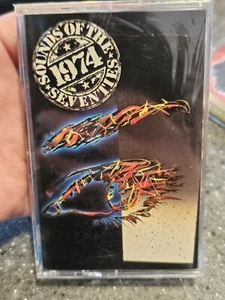 SOUNDS OF THE
1974
SEVENTIES